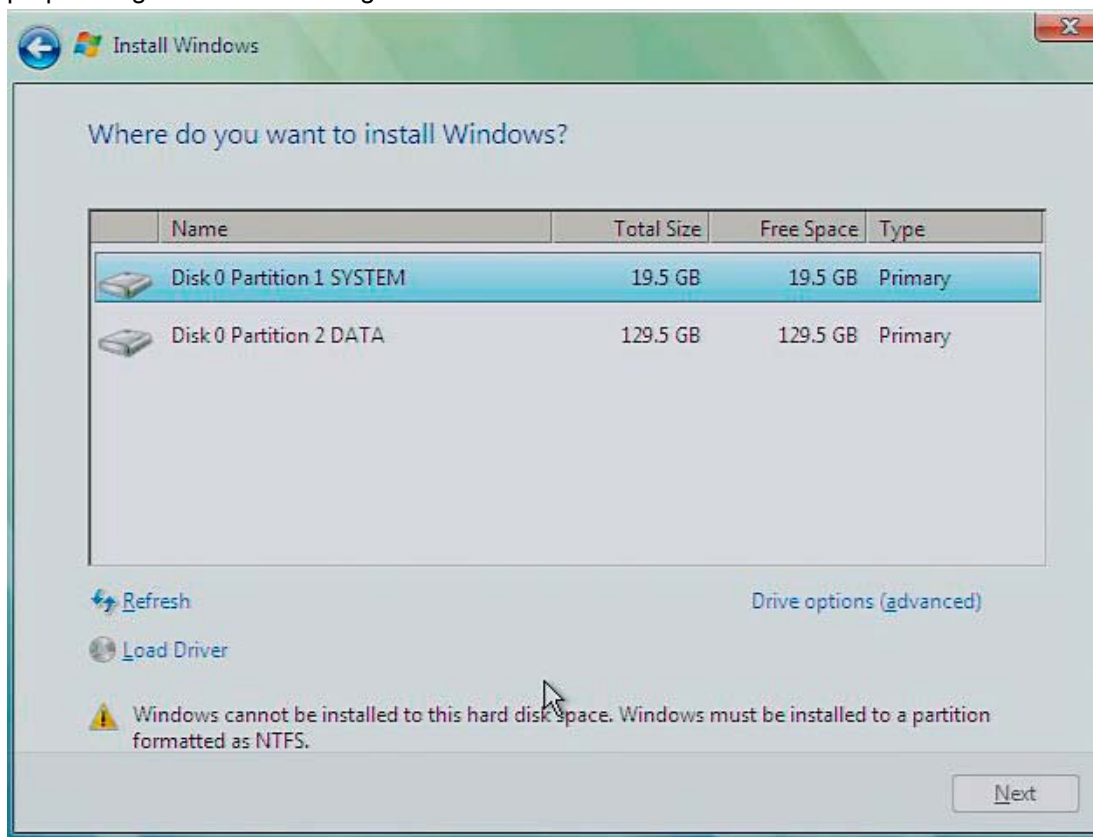 Install Windows
Where do you want to install Windows?
Name Total Size Free Space Type
Disk 0 Partition 1 SYSTEM 19.5 GB 19.5 GB Primary
Disk 0 Partition 2 DATA 129.5 GB 129.5 GB Primary
Refresh Drive options (advanced)
Load Driver
Windows cannot be installed to this hard disk space. Windows must be installed to a partition
formatted as NTFS.
Next